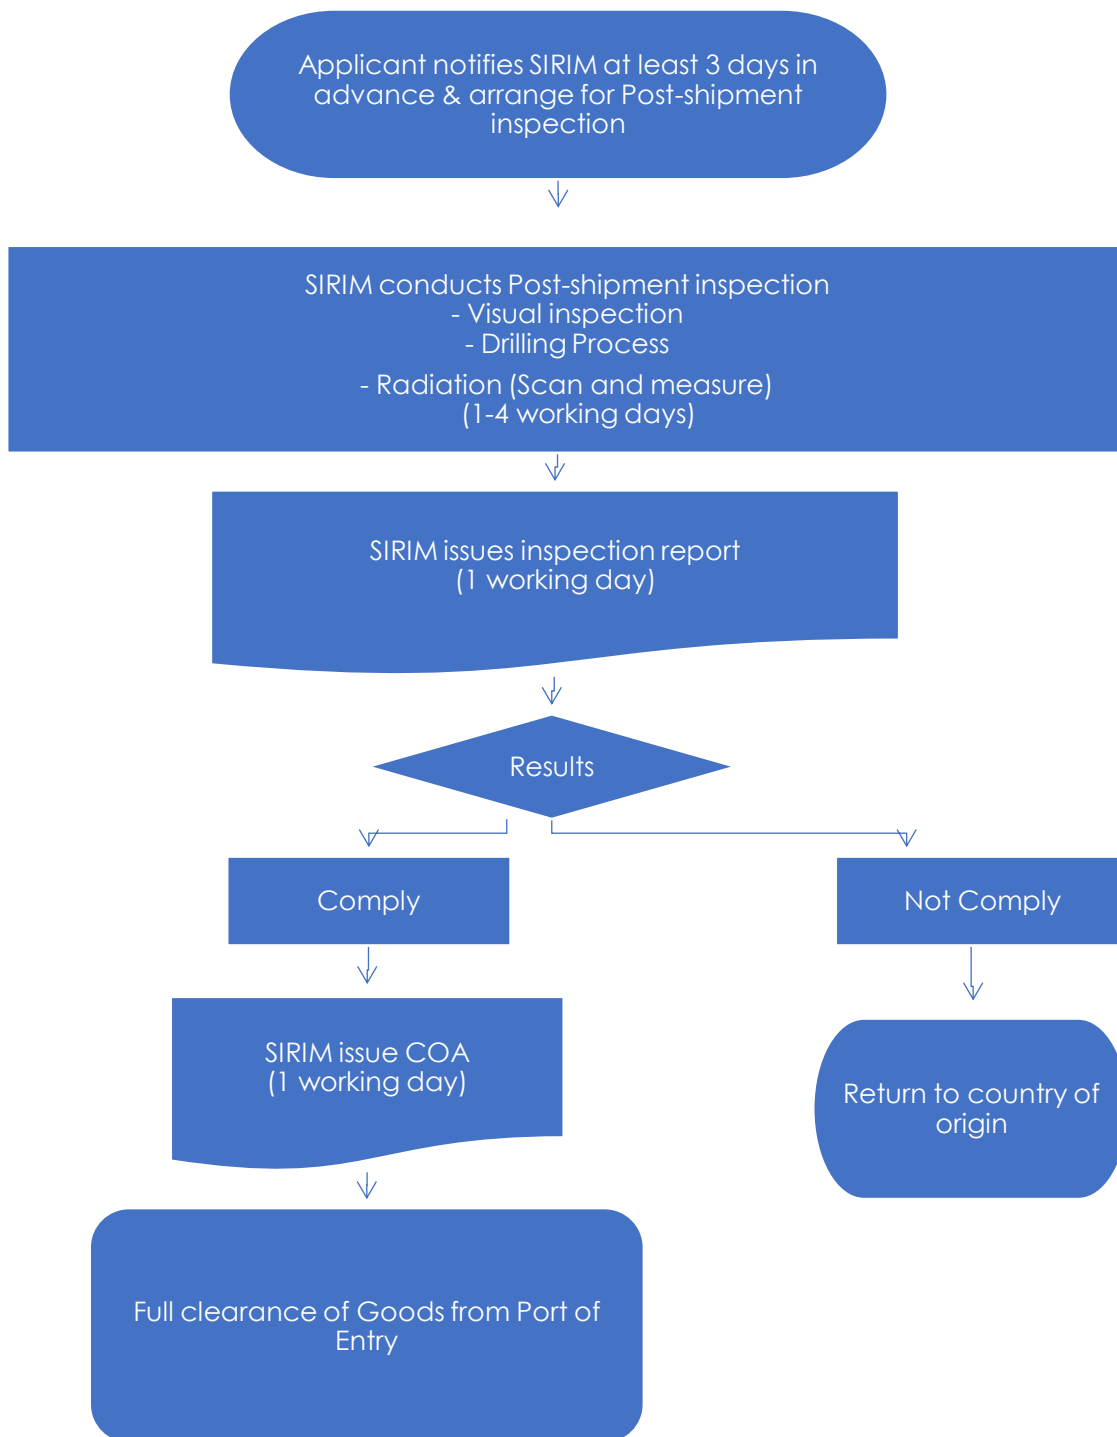 Applicant notifies SIRIM at least 3 days in
advance & arrange for Post-shipment
inspection
SIRIM conducts Post-shipment inspection
- Visual inspection
- Drilling Process
- Radiation (Scan and measure)
(1-4 working days)
SIRIM issues inspection report
(1 working day)
Results
Comply
Not Comply
SIRIM issue COA
(1 working day)
Return to country of
origin
Full clearance of Goods from Port of
Entry